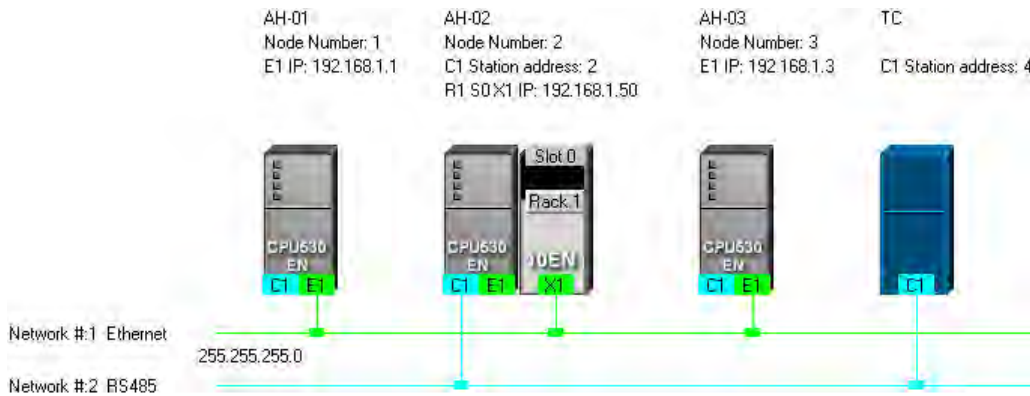 AH-01
Node Number: 1
E1 IP: 192.168.1.1
AH-02
Node Number: 2
C1 Station address: 2
R1 S0 X1 IP: 192.168.1.50
AH-03
Node Number: 3
E1 IP: 192.168.1.3
TC
C1 Station address: 4
CPU530
EN
C1 E1
CPU530
EN
C1 E1
Slot 0
Rack 1
10EN
X1
CPU530
EN
C1 E1
C1
Network #:1 Ethernet
255.255.255.0
Network #:2 RS485